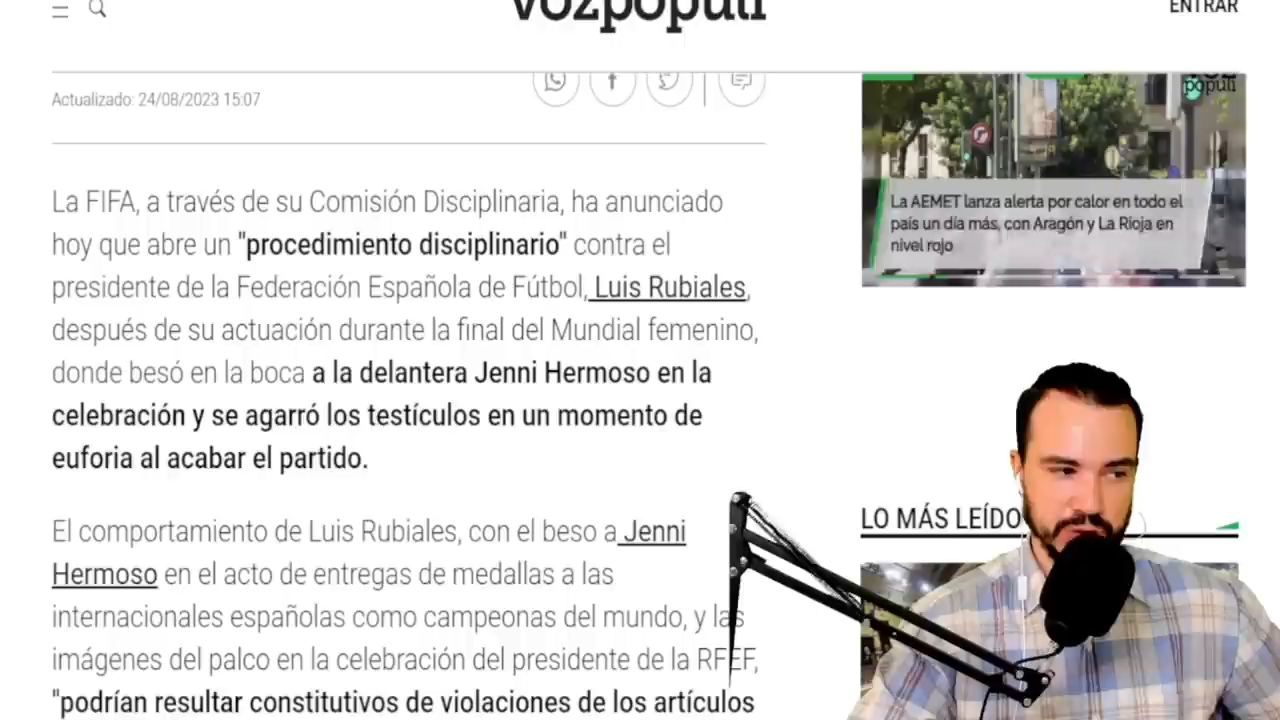 vozpopuli
ENTRAR
Actualizado: 24/08/2023 15:07
populi
La FIFA, a través de su Comisión Disciplinaria, ha anunciado
hoy que abre un "procedimiento disciplinario" contra el
presidente de la Federación Española de Fútbol, Luis Rubiales,
después de su actuación durante la final del Mundial femenino,
donde besó en la boca a la delantera Jenni Hermoso en la
celebración y se agarró los testículos en un momento de
euforia al acabar el partido.
El comportamiento de Luis Rubiales, con el beso a Jenni
Hermoso en el acto de entregas de medallas a las
internacionales españolas como campeonas del mundo, y las
imágenes del palco en la celebración del presidente de la RFEF,
"podrían resultar constitutivos de violaciones de los artículos
La AEMET lanza alerta por calor en todo el
país un día más, con Aragón y La Rioja en
nivel rojo
LO MÁS LEÍDO